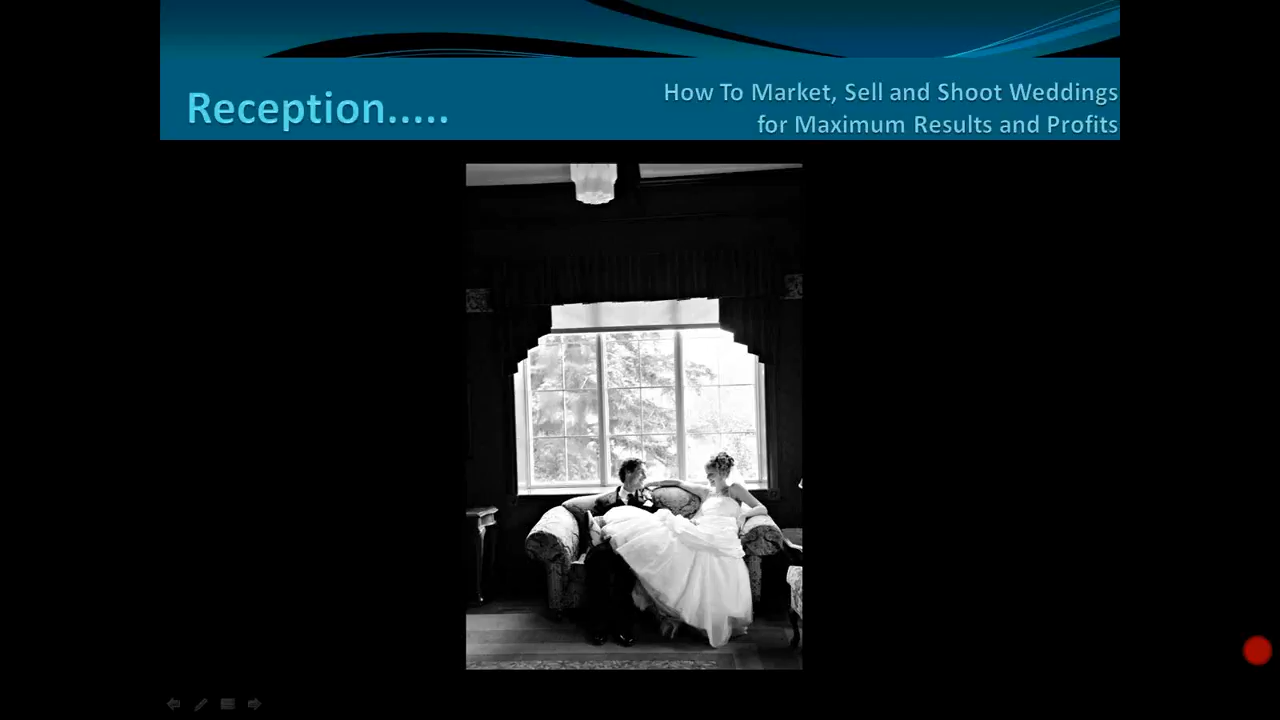 Reception.....
How To Market, Sell and Shoot Weddings
for Maximum Results and Profits